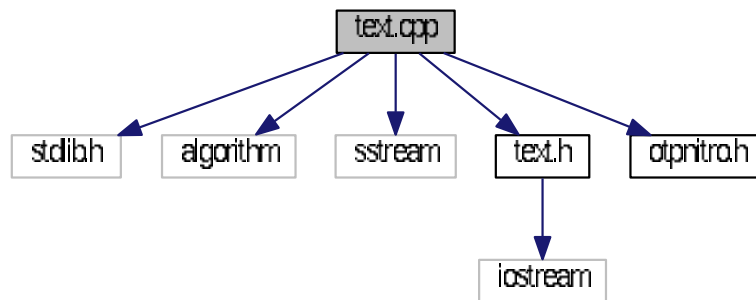 text.cpp
stdlib.h
algorithm
sstream
text.h
otpnitro.h
iostream